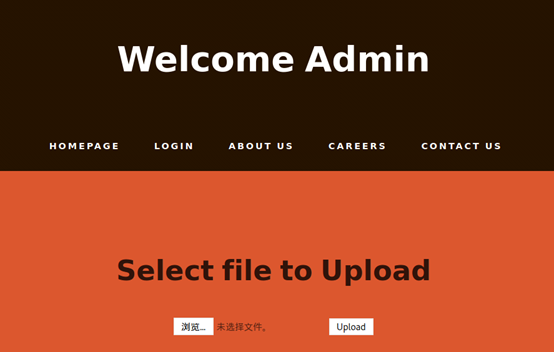 Welcome Admin
HOMEPAGE LOGIN ABOUT US CAREERS CONTACT US
Select file to Upload
浏览... 未选择文件。 Upload